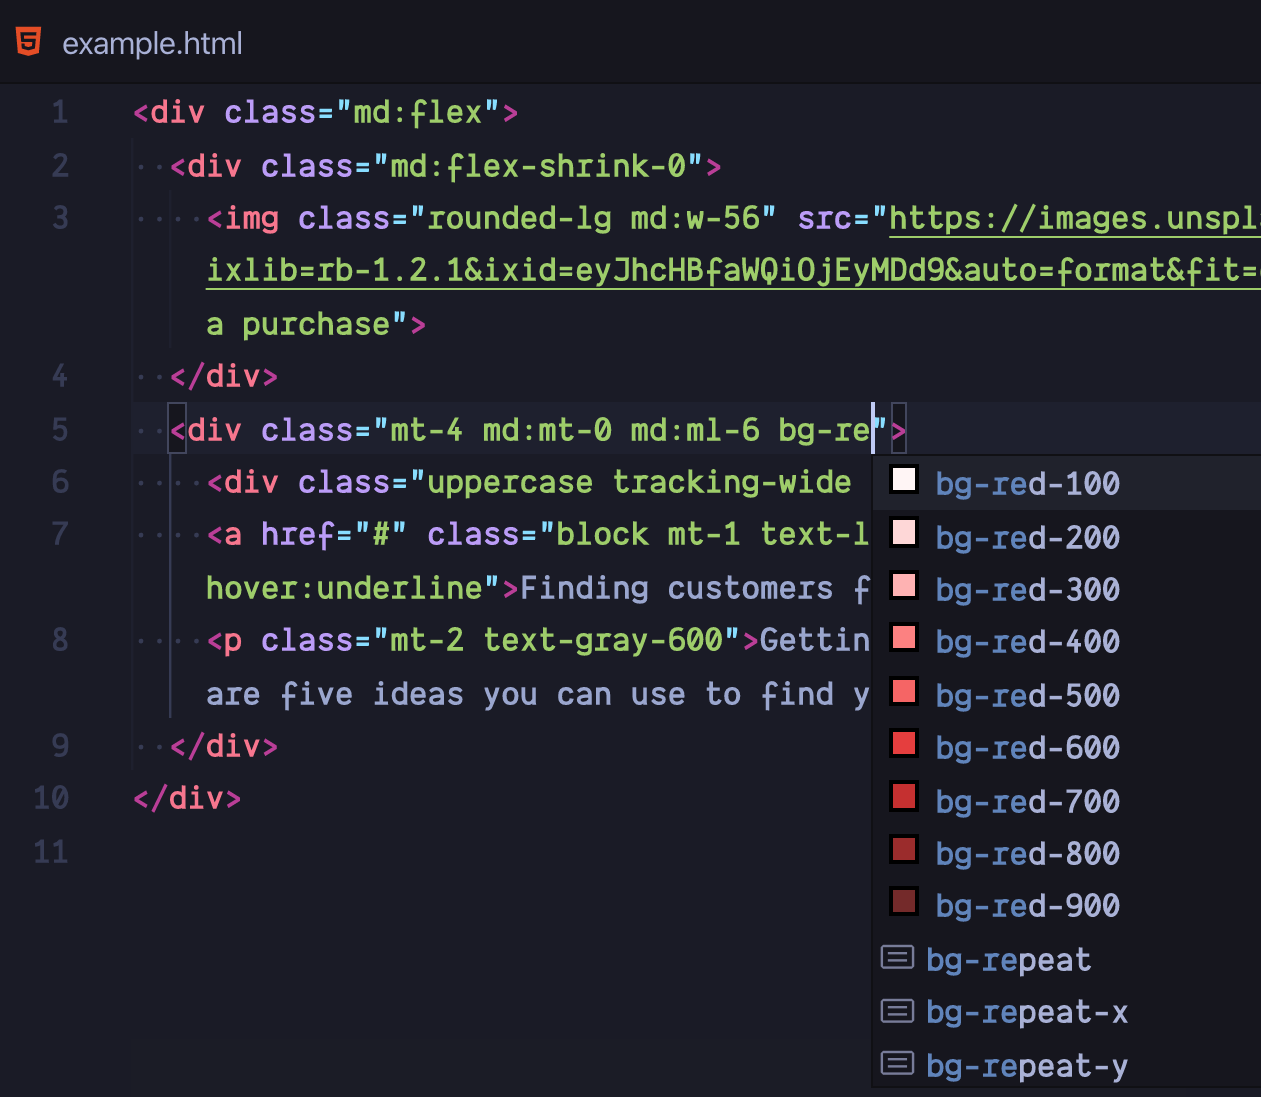 example.html
1 <div class="md:flex">
2 <div class="md:flex-shrink-0">
3 <img class="rounded-lg md:w-56" src="https://images.unspl
ixlib=rb-1.2.1&ixid=eyJhcHBfaWQiOjEyMDd9&auto=format&fit=
a purchase">
4 </div>
5 <div class="mt-4 md:mt-0 md:ml-6 bg-re">
6 <div class="uppercase tracking-wide
7 <a href="#" class="block mt-1 text-l
hover:underline">Finding customers f
8 <p class="mt-2 text-gray-600">Gettin
are five ideas you can use to find y
9 </div>
10 </div>
11
bg-red-100
bg-red-200
bg-red-300
bg-red-400
bg-red-500
bg-red-600
bg-red-700
bg-red-800
bg-red-900
bg-repeat
bg-repeat-x
bg-repeat-y